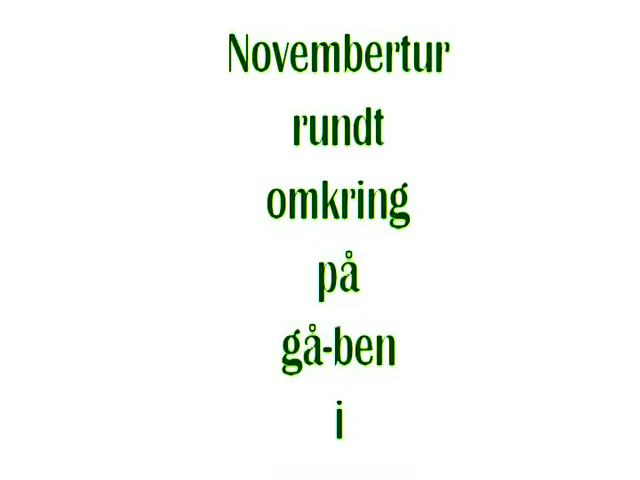 Novembertur
rundt
omkring
på
gå-ben
i